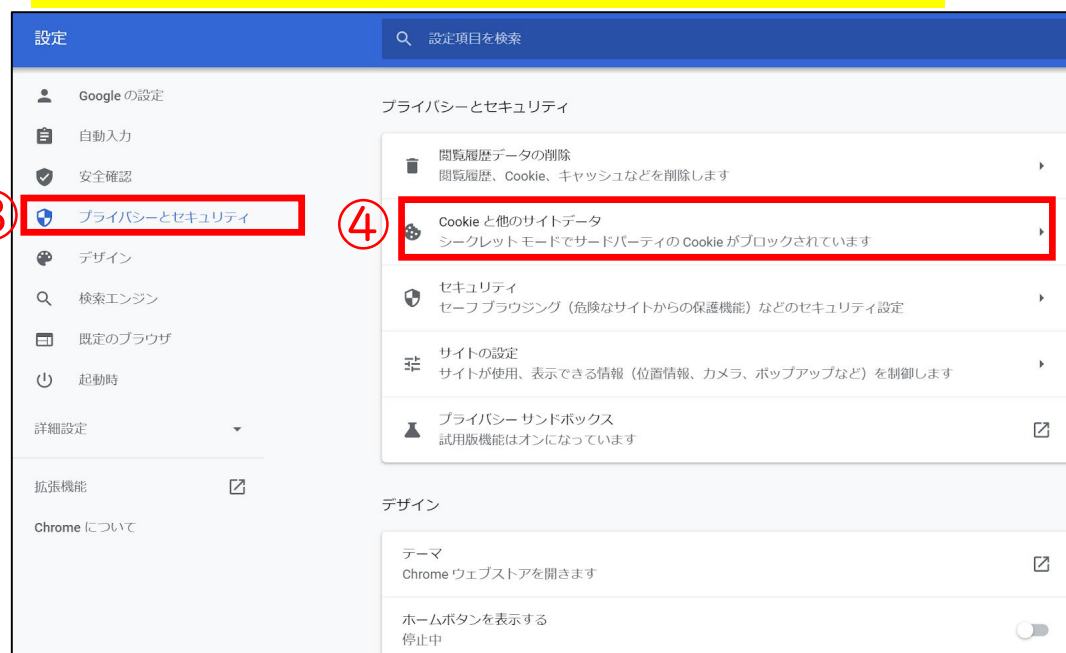 設定
設定項目を検索
Google の設定
自動入力
安全確認
③
プライバシーとセキュリティ
デザイン
検索エンジン
既定のブラウザ
起動時
詳細設定
拡張機能
Chrome について
プライバシーとセキュリティ
閲覧履歴データの削除
閲覧履歴、Cookie、キャッシュなどを削除します
④
Cookie と他のサイトデータ
シークレット モードでサードパーティの Cookie がブロックされています
セキュリティ
セーフ ブラウジング（危険なサイトからの保護機能）などのセキュリティ設定
サイトの設定
サイトが使用、表示できる情報（位置情報、カメラ、ポップアップなど）を制御します
プライバシー サンドボックス
試用版機能はオンになっています
デザイン
テーマ
Chrome ウェブストアを開きます
ホームボタンを表示する
停止中